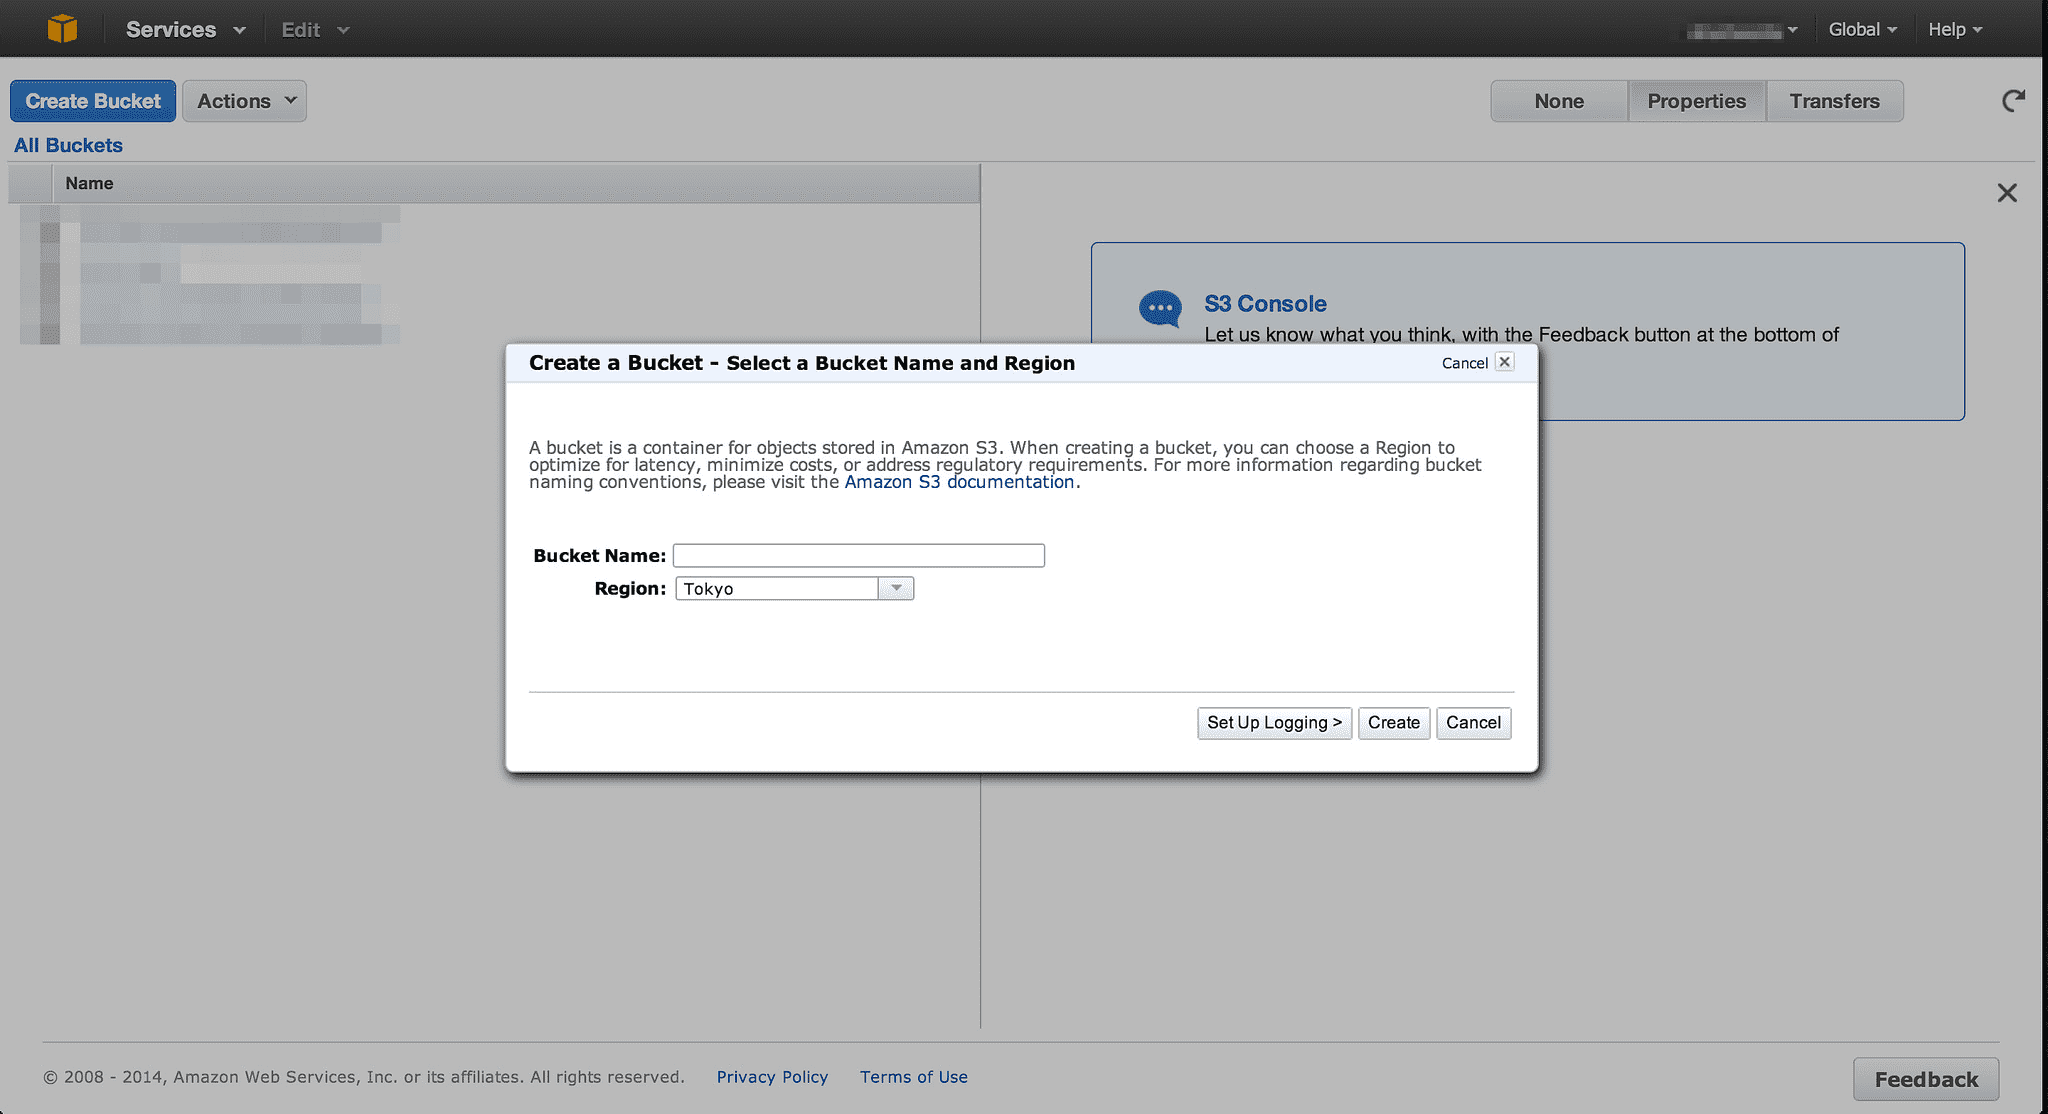 Services Edit Global Help
Create Bucket Actions None Properties Transfers
All Buckets
Name
S3 Console
Let us know what you think, with the Feedback button at the bottom of
Create a Bucket - Select a Bucket Name and Region Cancel
A bucket is a container for objects stored in Amazon S3. When creating a bucket, you can choose a Region to
optimize for latency, minimize costs, or address regulatory requirements. For more information regarding bucket
naming conventions, please visit the Amazon S3 documentation.
Bucket Name:
Region: Tokyo
Set Up Logging > Create Cancel
© 2008 - 2014, Amazon Web Services, Inc. or its affiliates. All rights reserved. Privacy Policy Terms of Use
Feedback